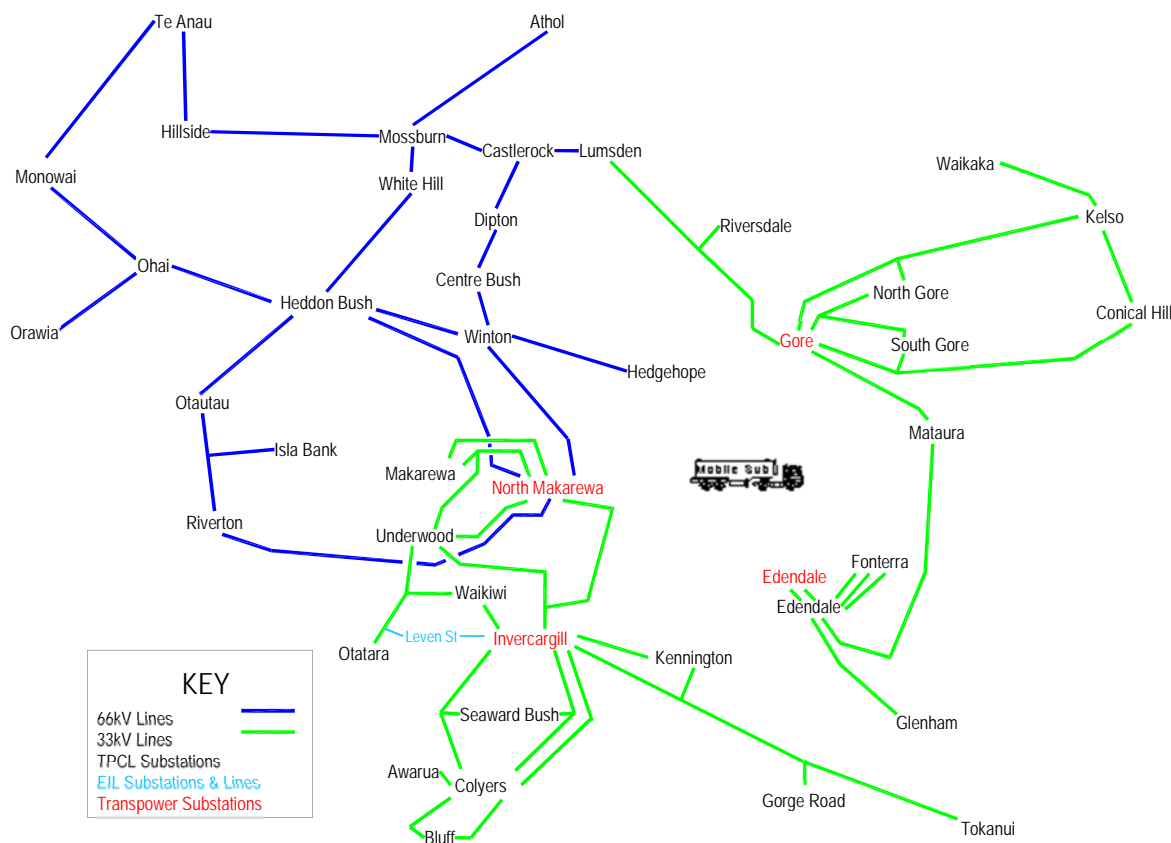 Te Anau
Athol
Hillside
Mossburn
Castlerock
Lumsden
Waikaka
Monowai
White Hill
Kelso
Dipton
Riversdale
Ohai
Centre Bush
North Gore
Heddon Bush
Conical Hill
Orawia
Winton
Gore
South Gore
Hedgehope
Otautau
Mataura
Isla Bank
Makarewa
Mobile Sub
North Makarewa
Riverton
Underwood
Fonterra
Edendale
Waikiwi
Edendale
Leven St
Invercargill
Otatara
Kennington
KEY
66kV Lines
33kV Lines
TPCL Substations
EIL Substations & Lines
Transpower Substations
Seaward Bush
Glenham
Awarua
Colyers
Gorge Road
Bluff
Tokanui